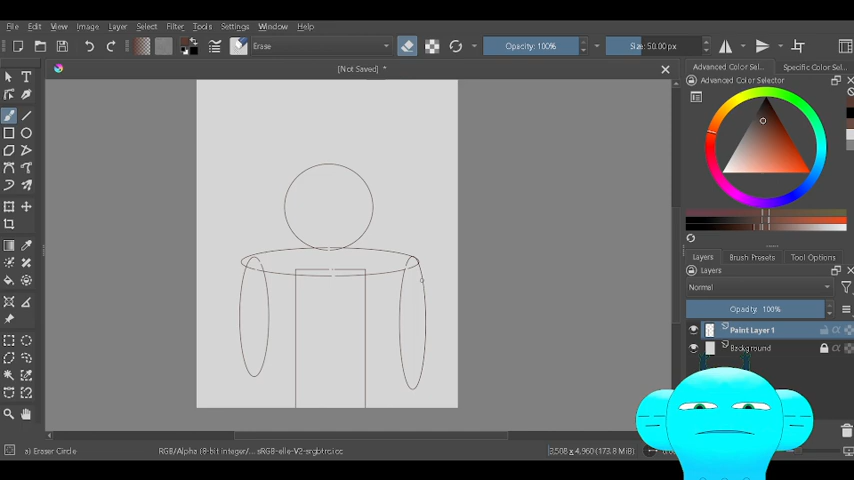 File Edit View Image Layer Select Filter Tools Settings Window Help
Erase
Opacity: 100%
Size: 50.00 px
[Not Saved] *
Advanced Color Sel...
Specific Color Sel...
Advanced Color Selector
Layers Brush Presets Tool Options
Layers
Normal
Opacity: 100%
Paint Layer 1
Background
a) Eraser Circle
RGB/Alpha (8-bit integer/... sRGB-elle-V2-srgbtrc.icc
3,508 x 4,960 (173.8 MiB)